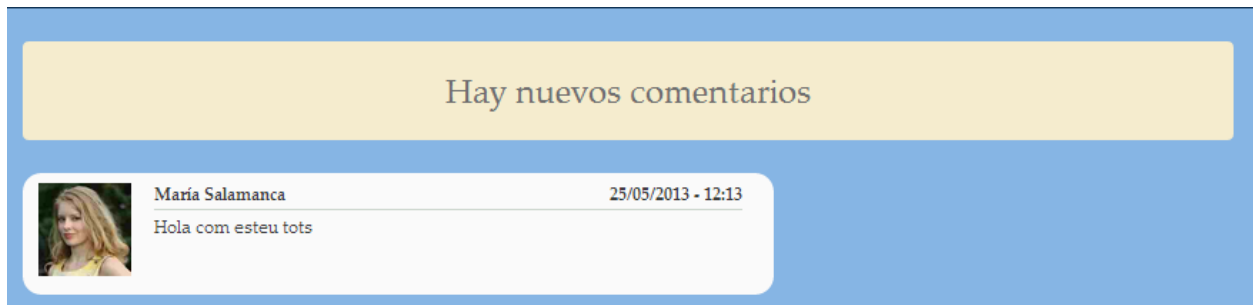 Hay nuevos comentarios
María Salamanca 25/05/2013 - 12:13
Hola com esteu tots